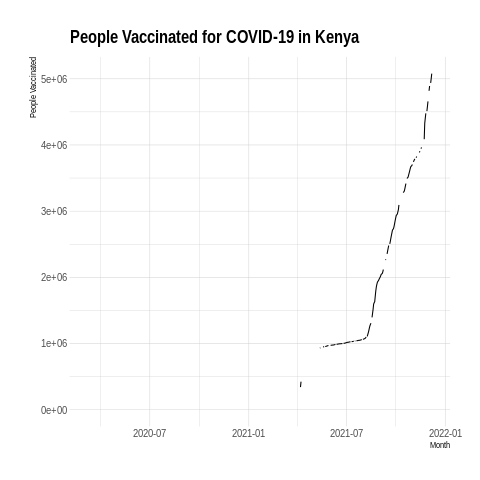 People Vaccinated for COVID-19 in Kenya
People Vaccinated
5e+06
4e+06
3e+06
2e+06
1e+06
0e+00
2020-07
2021-01
2021-07
2022-01
Month